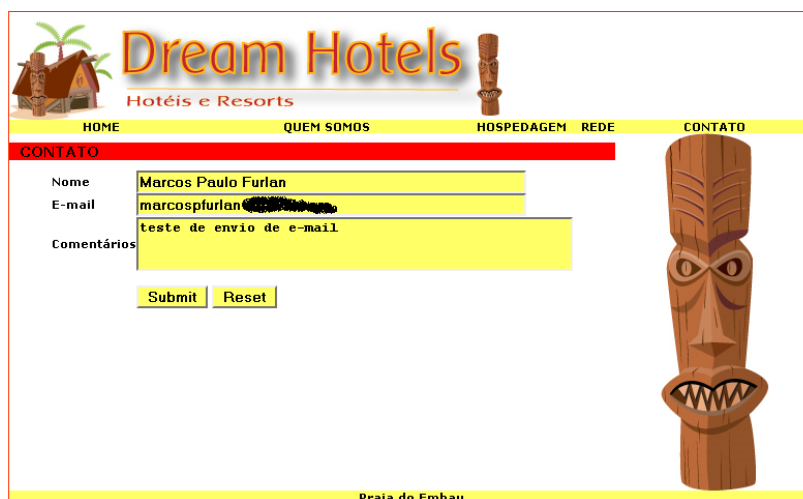 Dream Hotels
Hotéis e Resorts
HOME QUEM SOMOS HOSPEDAGEM REDE CONTATO
CONTATO
Nome Marcos Paulo Furlan
E-mail marcospfurlan
Comentários teste de envio de e-mail
Submit Reset
Praia do Embau